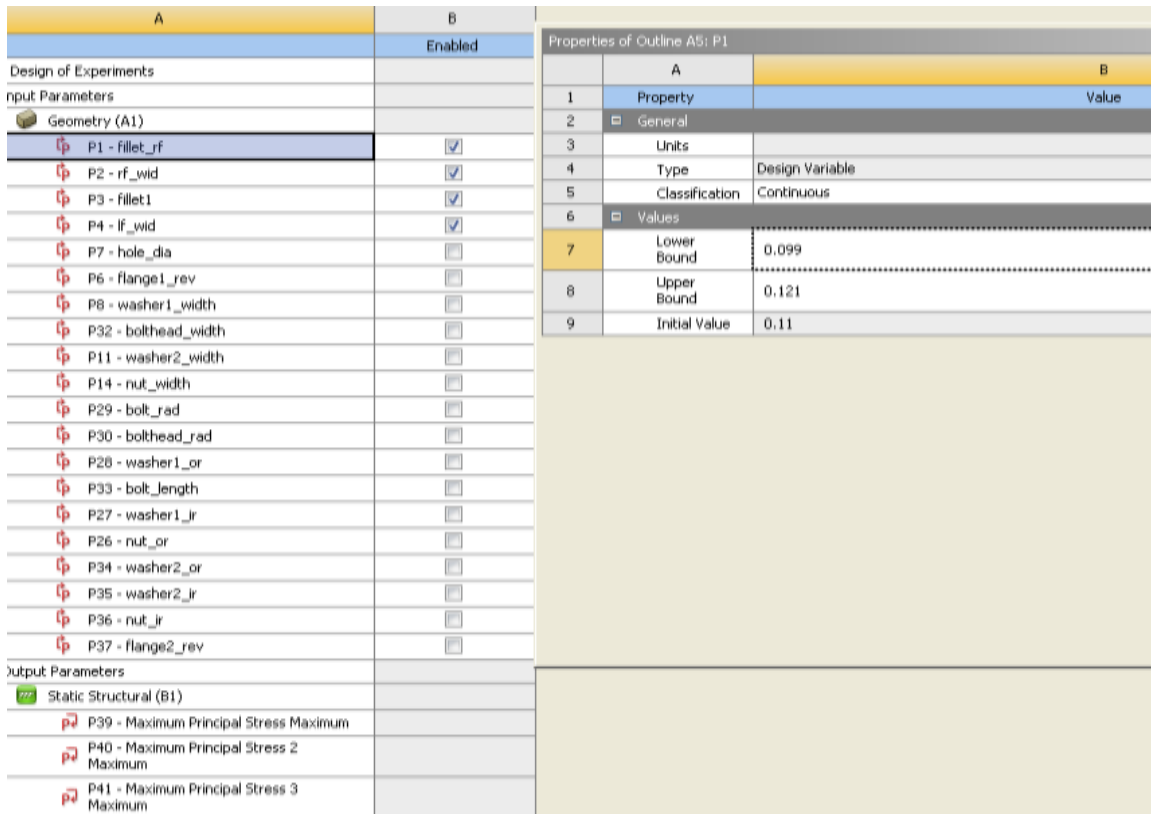 A B
Enabled
Design of Experiments
nput Parameters
Geometry (A1)
P1 - fillet_rf
P2 - rf_wid
P3 - fillet1
P4 - lf_wid
P7 - hole_dia
P6 - flange1_rev
P8 - washer1_width
P32 - bolthead_width
P11 - washer2_width
P14 - nut_width
P29 - bolt_rad
P30 - bolthead_rad
P28 - washer1_or
P33 - bolt_length
P27 - washer1_ir
P26 - nut_or
P34 - washer2_or
P35 - washer2_ir
P36 - nut_ir
P37 - flange2_rev
Output Parameters
Static Structural (B1)
P39 - Maximum Principal Stress Maximum
P40 - Maximum Principal Stress 2
Maximum
P41 - Maximum Principal Stress 3
Maximum
Properties of Outline A5: P1
A B
1 Property Value
2 General
3 Units
4 Type Design Variable
5 Classification Continuous
6 Values
7 Lower
Bound 0.099
8 Upper
Bound 0.121
9 Initial Value 0.11